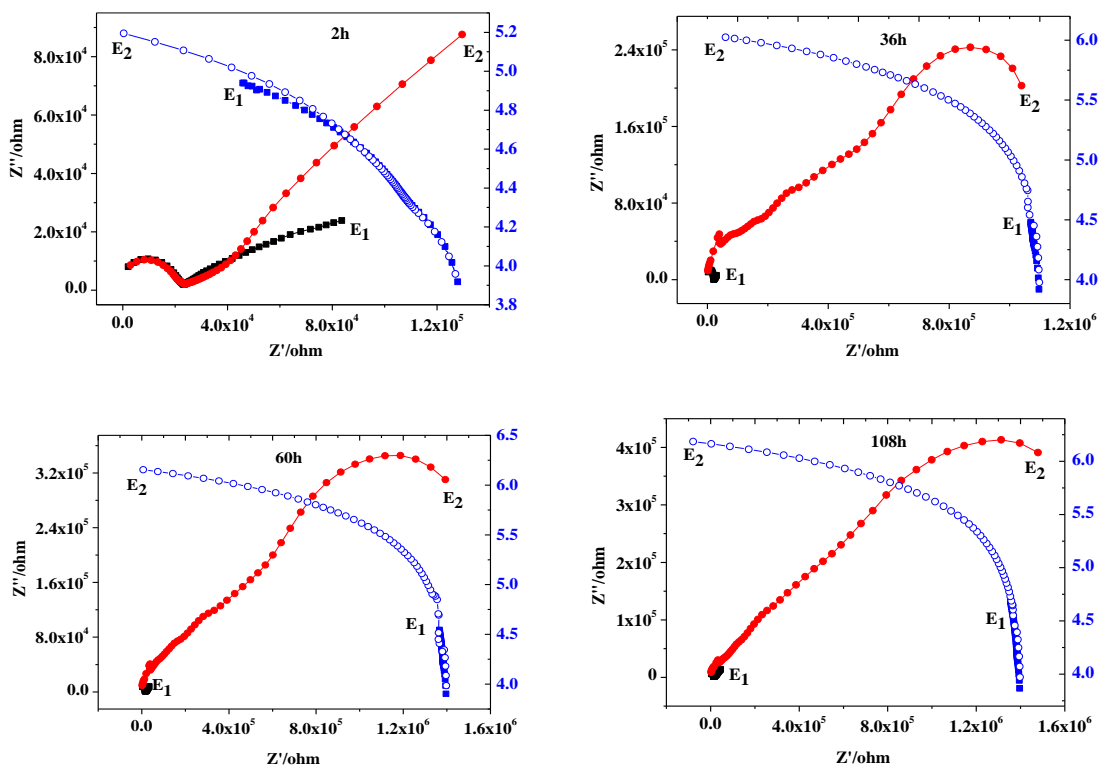 2h
E2
E1
E2
E1
Z''/ohm
8.0x10^4
6.0x10^4
4.0x10^4
2.0x10^4
0.0
5.2
5.0
4.8
4.6
4.4
4.2
4.0
3.8
0.0
4.0x10^4
8.0x10^4
1.2x10^5
Z'/ohm
36h
E2
E1
E1
E2
Z''/ohm
2.4x10^5
1.6x10^5
8.0x10^4
0.0
6.0
5.5
5.0
4.5
4.0
0.0
4.0x10^5
8.0x10^5
1.2x10^6
Z'/ohm
60h
E2
E2
E1
E1
Z''/ohm
3.2x10^5
2.4x10^5
1.6x10^5
8.0x10^4
0.0
6.5
6.0
5.5
5.0
4.5
4.0
0.0
4.0x10^5
8.0x10^5
1.2x10^6
1.6x10^6
Z'/ohm
108h
E2
E2
E1
E1
Z''/ohm
4x10^5
3x10^5
2x10^5
1x10^5
0
6.0
5.5
5.0
4.5
4.0
0.0
4.0x10^5
8.0x10^5
1.2x10^6
1.6x10^6
Z'/ohm